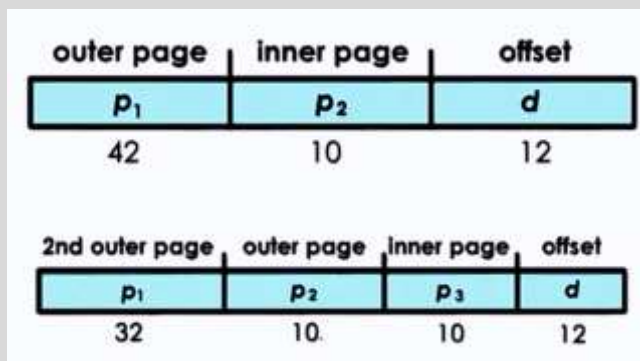 outer page inner page offset
p₁ p₂ d
42 10 12
2nd outer page outer page inner page offset
p₁ p₂ p₃ d
32 10 10 12